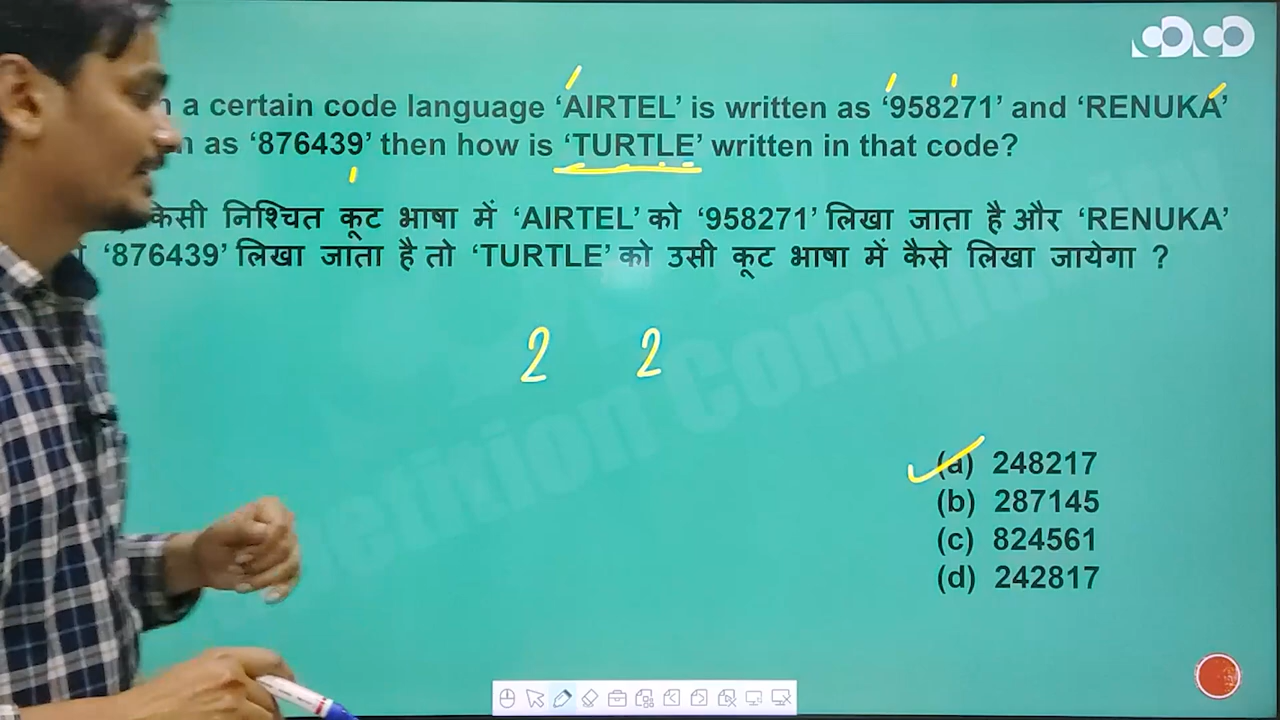 a certain code language 'AIRTEL' is written as '958271' and 'RENUKA'
as '876439' then how is 'TURTLE' written in that code?
किसी निश्चित कूट भाषा में 'AIRTEL' को '958271' लिखा जाता है और 'RENUKA'
'876439' लिखा जाता है तो 'TURTLE' को उसी कूट भाषा में कैसे लिखा जायेगा ?
2 2
(a) 248217
(b) 287145
(c) 824561
(d) 242817